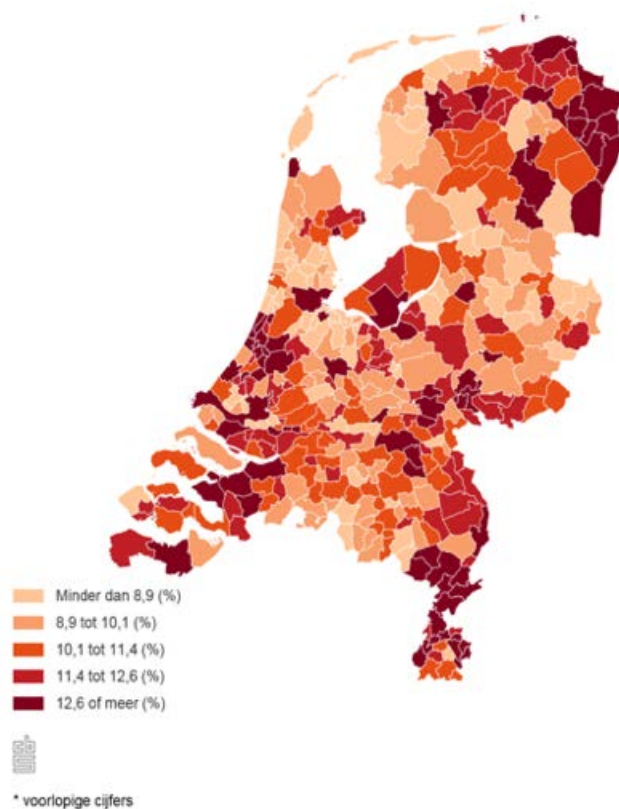 Minder dan 8,9 (%)
8,9 tot 10,1 (%)
10,1 tot 11,4 (%)
11,4 tot 12,6 (%)
12,6 of meer (%)
* voorlopige cijfers